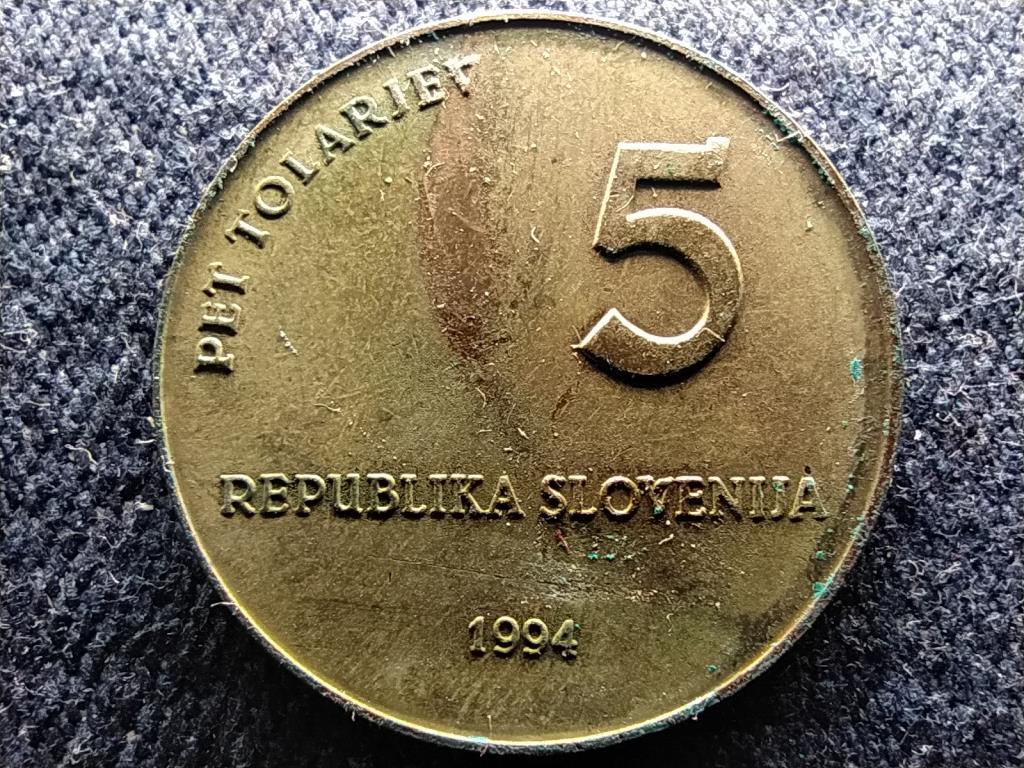 PET TOLARJEV
5
REPUBLIKA SLOVENIJA
1994